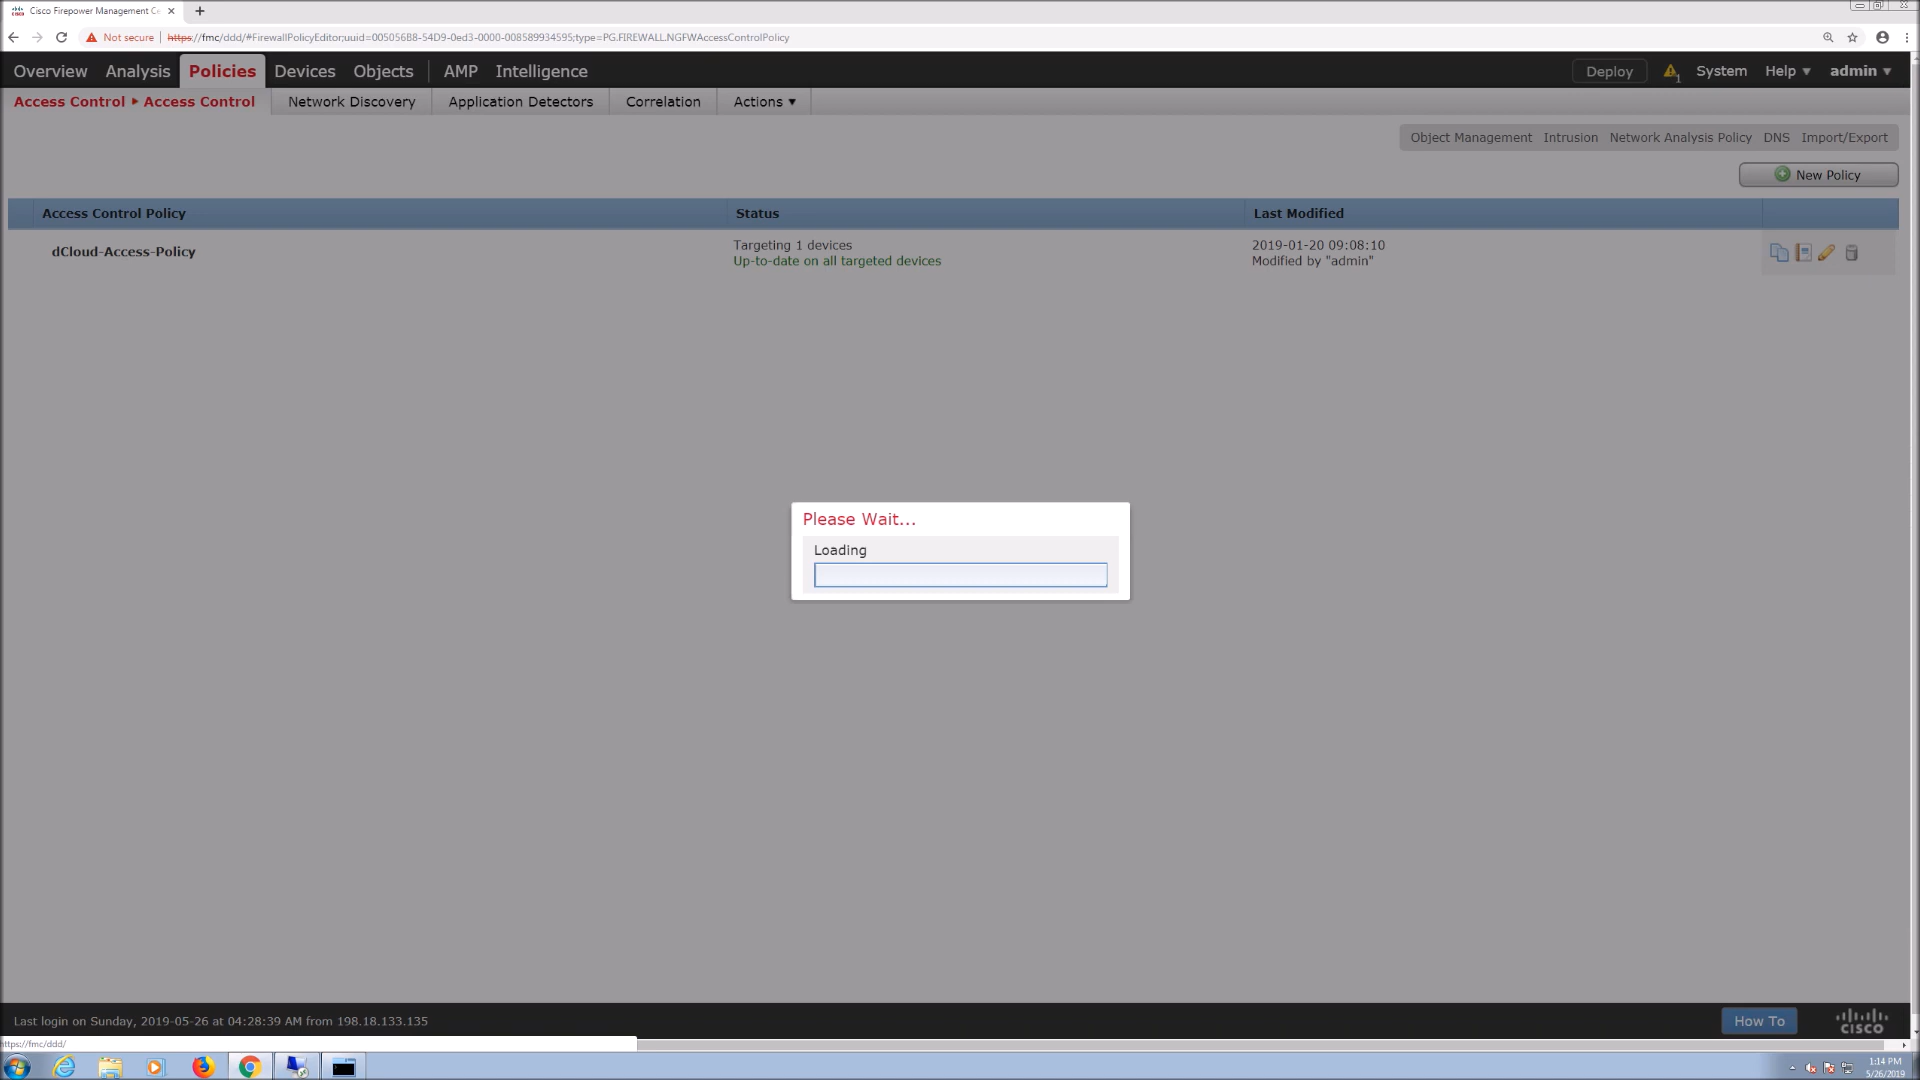 Cisco Firepower Management Ce
Not secure | https://fmc/ddd/#FirewallPolicyEditor;uuid=005056B8-54D9-0ed3-0000-008589934595;type=PG.FIREWALL.NGFWAccessControlPolicy
Overview Analysis Policies Devices Objects AMP Intelligence Deploy 1 System Help admin
Access Control Access Control Network Discovery Application Detectors Correlation Actions
Object Management Intrusion Network Analysis Policy DNS Import/Export
New Policy
Access Control Policy Status Last Modified
dCloud-Access-Policy
Targeting 1 devices
Up-to-date on all targeted devices
2019-01-20 09:08:10
Modified by "admin"
Please Wait...
Loading
Last login on Sunday, 2019-05-26 at 04:28:39 AM from 198.18.133.135
How To
cisco
https://fmc/ddd/
1:14 PM
5/26/2019